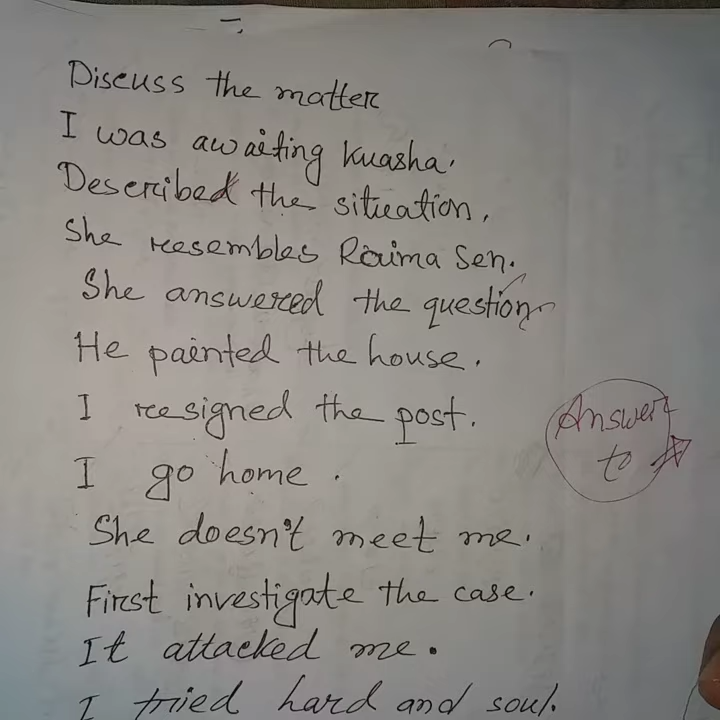 Discuss the matter
I was awaiting Kuasha.
Described the situation.
She resembles Raima Sen.
She answered the question
He painted the house.
I resigned the post.
Answer
to
I go home.
She doesn't meet me.
First investigate the case.
It attacked me.
I tried hard and soul.